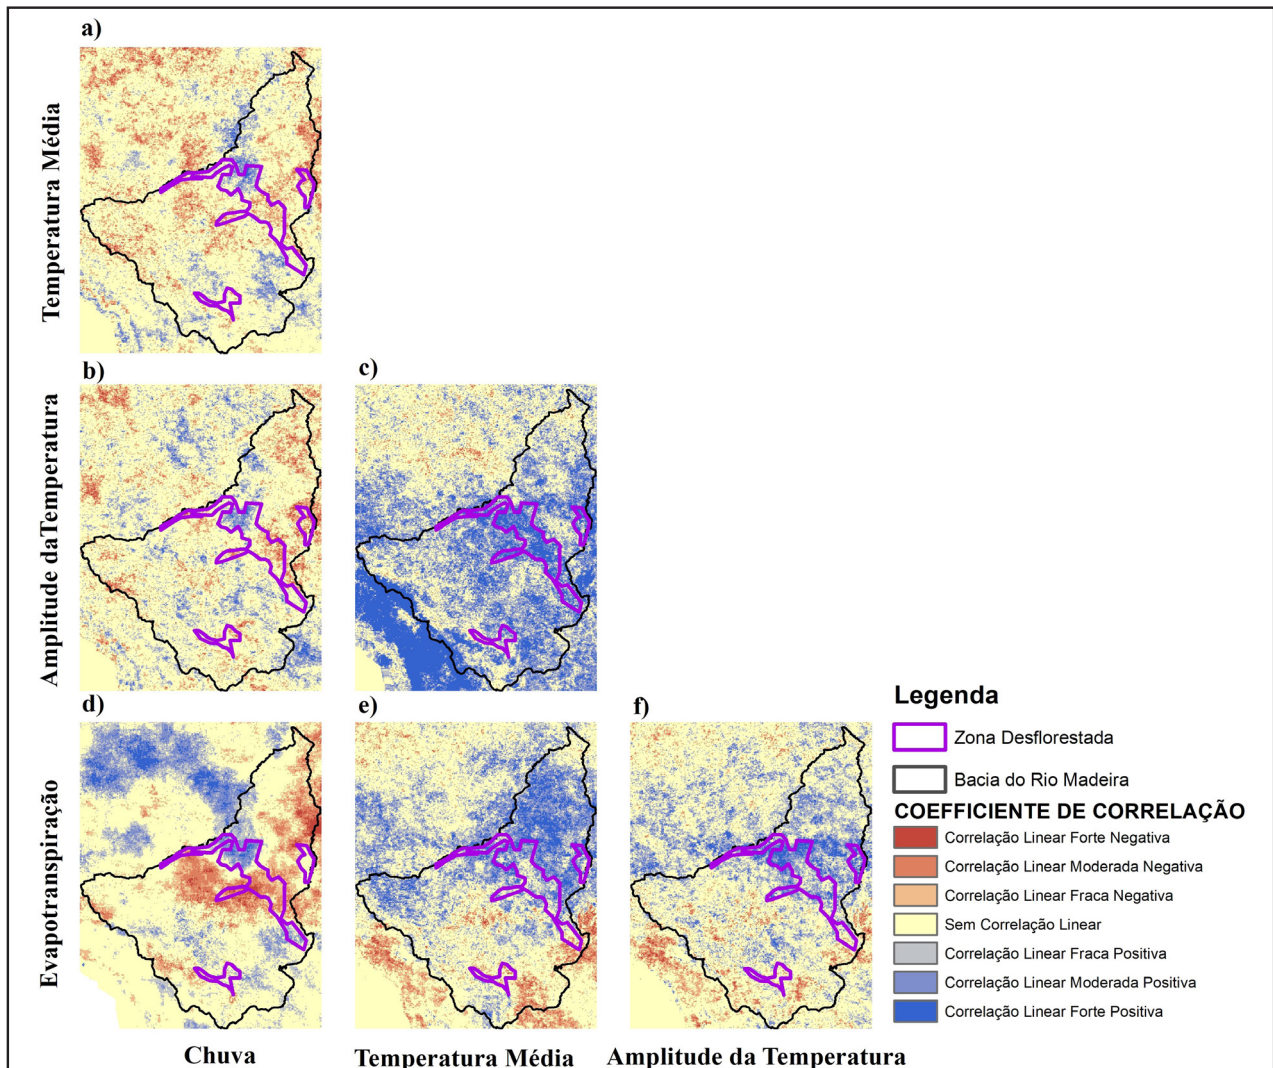 a)
Temperatura Média
b)
c)
Amplitude daTemperatura
d)
e)
f)
Evapotranspiração
Chuva
Temperatura Média
Amplitude da Temperatura
Legenda
Zona Desflorestada
Bacia do Rio Madeira
COEFFICIENTE DE CORRELAÇÃO
Correlação Linear Forte Negativa
Correlação Linear Moderada Negativa
Correlação Linear Fraca Negativa
Sem Correlação Linear
Correlação Linear Fraca Positiva
Correlação Linear Moderada Positiva
Correlação Linear Forte Positiva